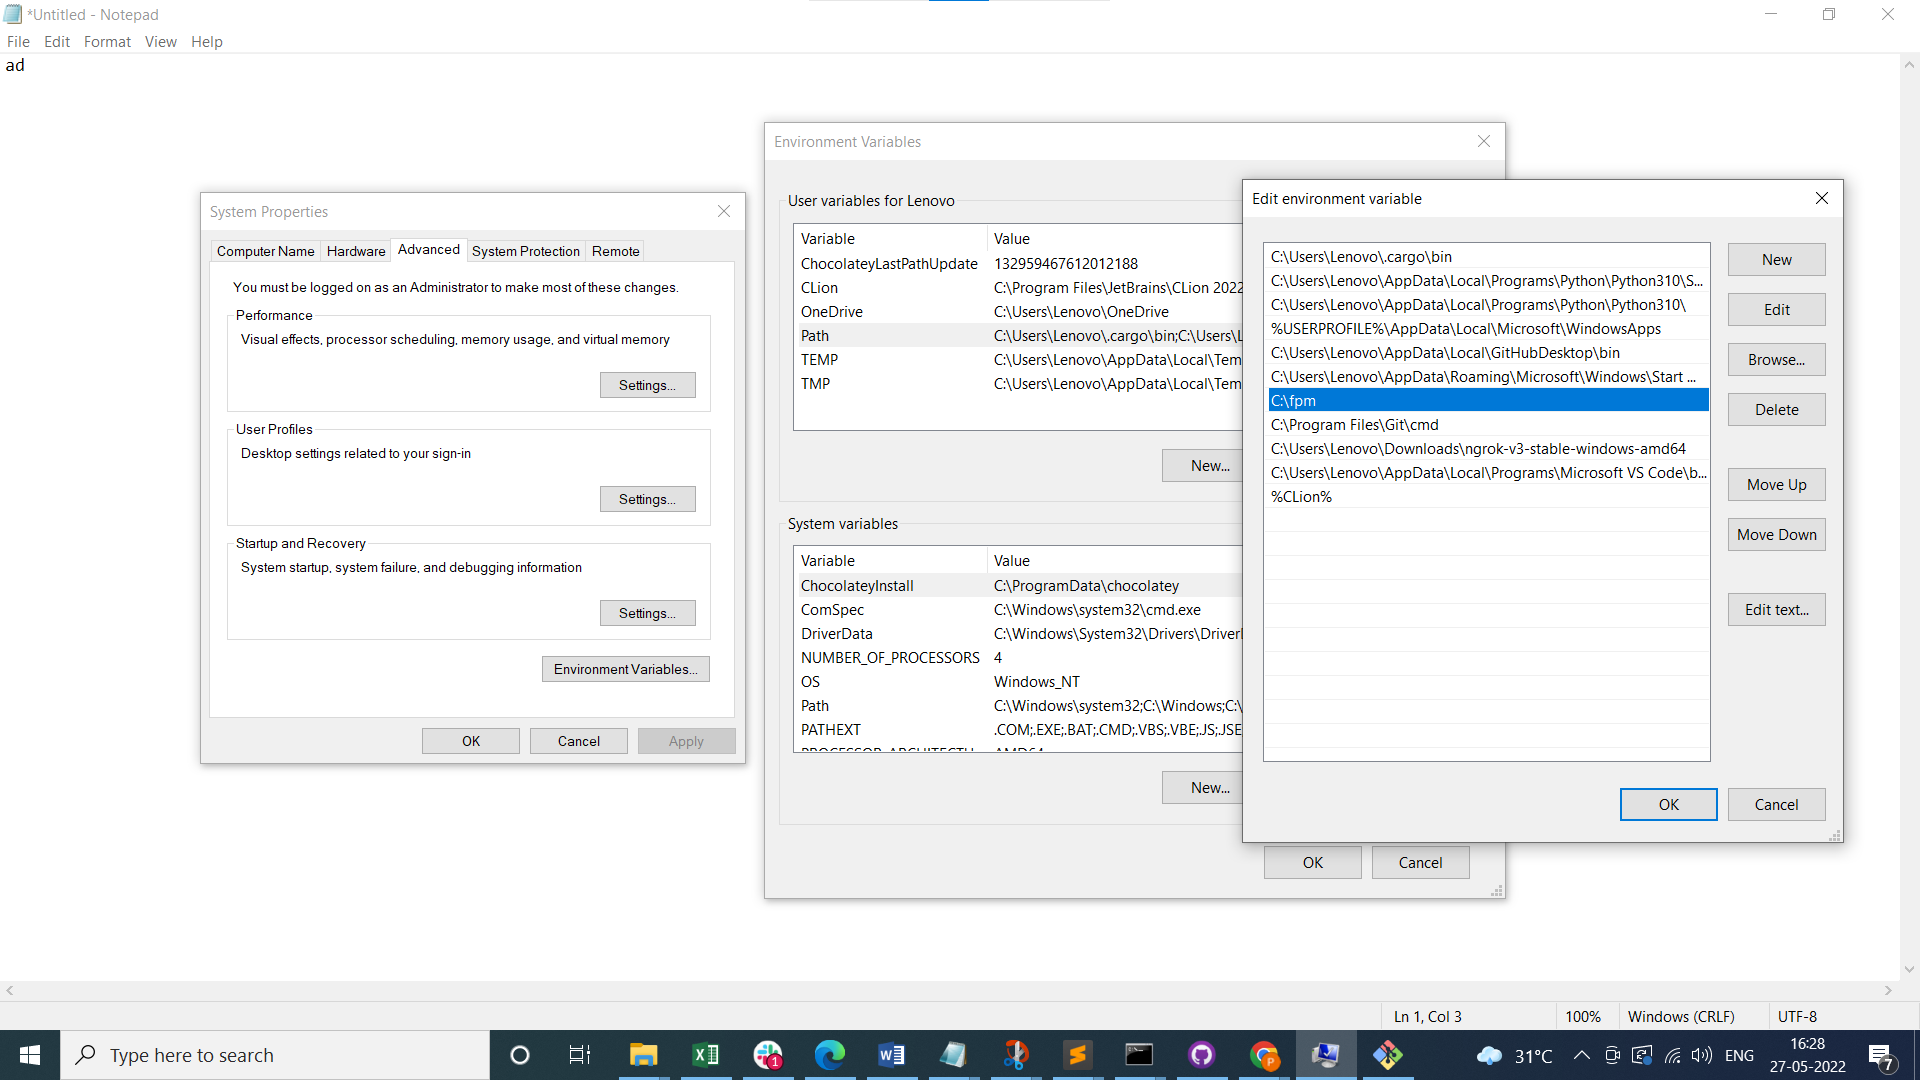 *Untitled - Notepad
File Edit Format View Help
ad
System Properties
Computer Name Hardware Advanced System Protection Remote
You must be logged on as an Administrator to make most of these changes.
Performance
Visual effects, processor scheduling, memory usage, and virtual memory
Settings...
User Profiles
Desktop settings related to your sign-in
Settings...
Startup and Recovery
System startup, system failure, and debugging information
Settings...
Environment Variables...
OK Cancel Apply
Environment Variables
User variables for Lenovo
Variable Value
ChocolateyLastPathUpdate 132959467612012188
CLion C:\Program Files\JetBrains\CLion 2022
OneDrive C:\Users\Lenovo\OneDrive
Path C:\Users\Lenovo\.cargo\bin;C:\Users\L
TEMP C:\Users\Lenovo\AppData\Local\Tem
TMP C:\Users\Lenovo\AppData\Local\Tem
New...
System variables
Variable Value
ChocolateyInstall C:\ProgramData\chocolatey
ComSpec C:\Windows\system32\cmd.exe
DriverData C:\Windows\System32\Drivers\Driver
NUMBER_OF_PROCESSORS 4
OS Windows_NT
Path C:\Windows\system32;C:\Windows;C:\
PATHEXT .COM;.EXE;.BAT;.CMD;.VBS;.VBE;.JS;.JSE
PROCESSOR_ARCHITECTU AMD64
New...
OK Cancel
Edit environment variable
C:\Users\Lenovo\.cargo\bin
C:\Users\Lenovo\AppData\Local\Programs\Python\Python310\S...
C:\Users\Lenovo\AppData\Local\Programs\Python\Python310\
%USERPROFILE%\AppData\Local\Microsoft\WindowsApps
C:\Users\Lenovo\AppData\Local\GitHubDesktop\bin
C:\Users\Lenovo\AppData\Roaming\Microsoft\Windows\Start ...
C:\fpm
C:\Program Files\Git\cmd
C:\Users\Lenovo\Downloads\ngrok-v3-stable-windows-amd64
C:\Users\Lenovo\AppData\Local\Programs\Microsoft VS Code\b...
%CLion%
New
Edit
Browse...
Delete
Move Up
Move Down
Edit text...
OK Cancel
Ln 1, Col 3 100% Windows (CRLF) UTF-8
Type here to search
1
P
31°C
ENG
16:28
27-05-2022
7